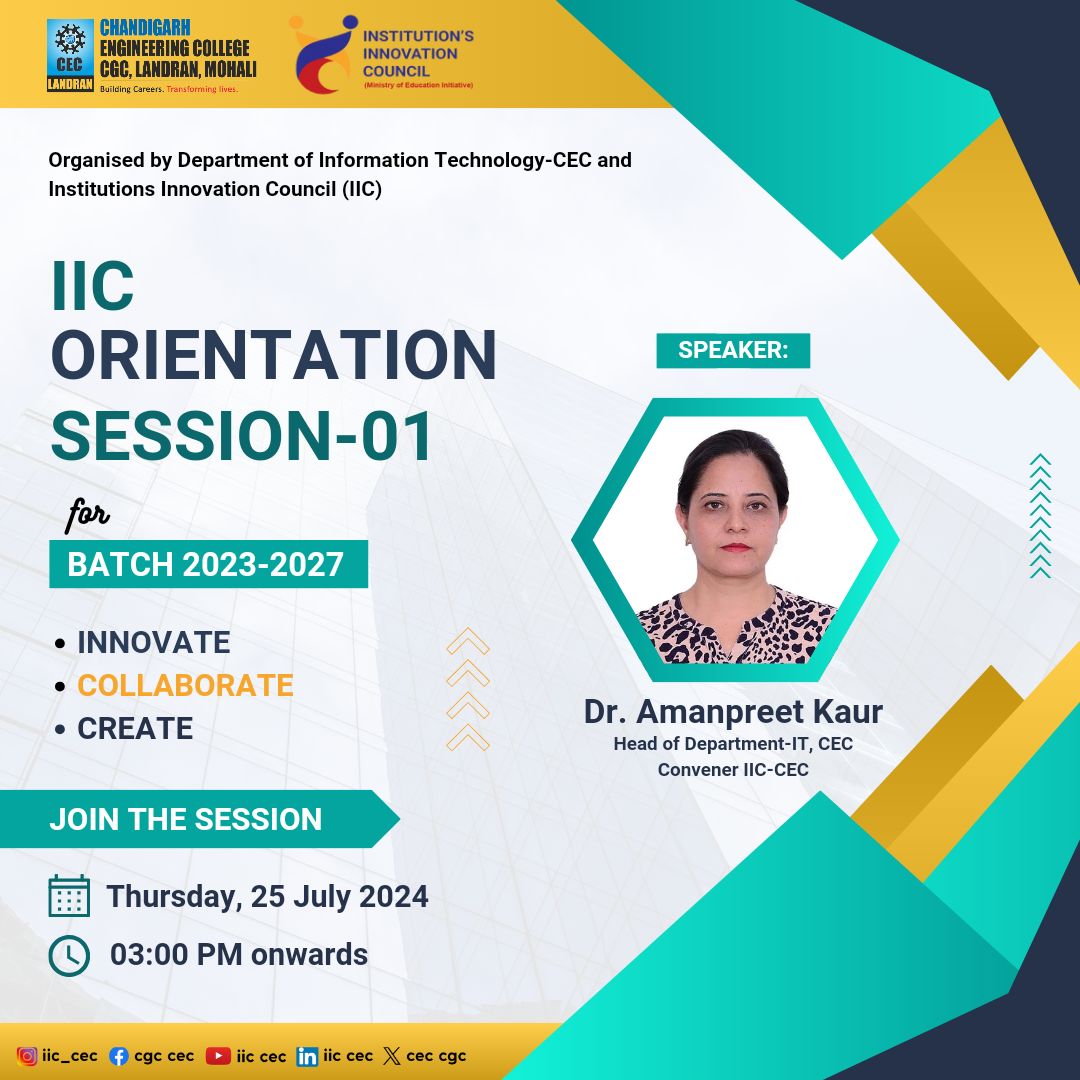 CHANDIGARH
ENGINEERING COLLEGE
CGC, LANDRAN, MOHALI
Building Careers. Transforming lives.
CEC
LANDRAN
INSTITUTION'S
INNOVATION
COUNCIL
(Ministry of Education Initiative)
Organised by Department of Information Technology-CEC and
Institutions Innovation Council (IIC)
IIC
ORIENTATION
SESSION-01
for
BATCH 2023-2027
• INNOVATE
• COLLABORATE
• CREATE
SPEAKER:
Dr. Amanpreet Kaur
Head of Department-IT, CEC
Convener IIC-CEC
JOIN THE SESSION
Thursday, 25 July 2024
03:00 PM onwards
iic_cec cgc cec iic cec iic cec cec cgc